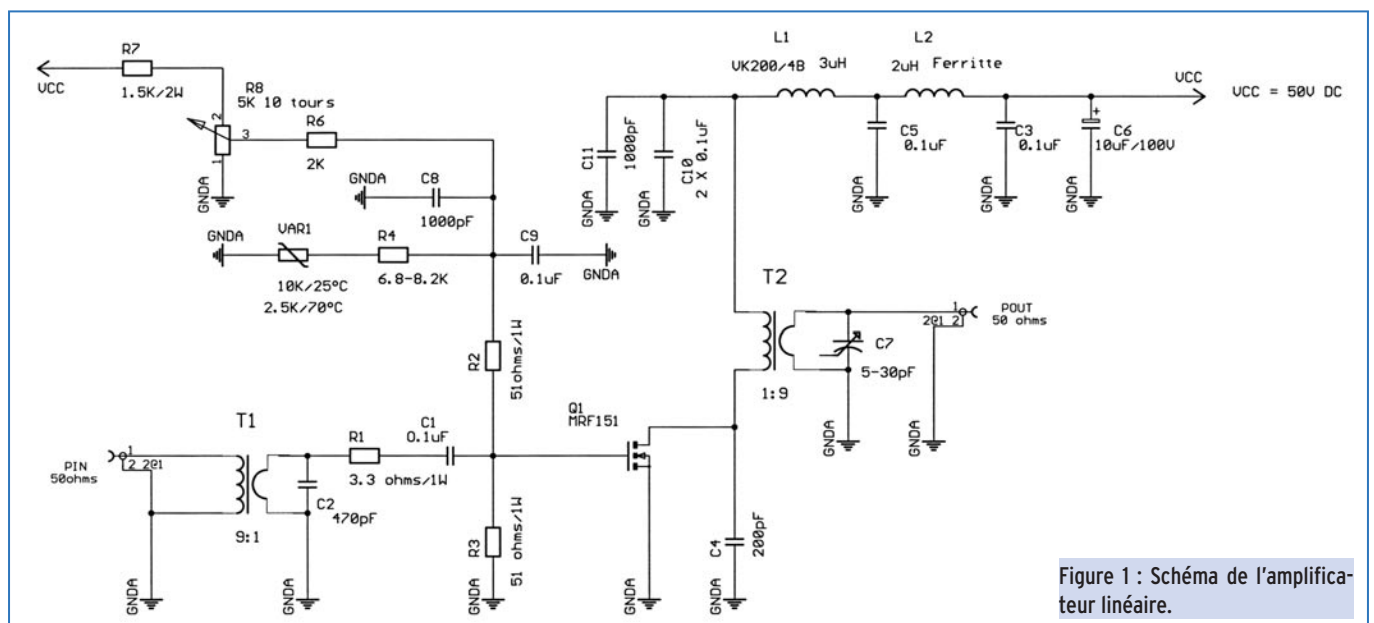 L1
L2
VK200/4B 3uH
2uH Ferritte
R7
VCC
1.5K/2W
R8
5K 10 tours
2
3
1
R6
2K
GNDA
VCC
VCC = 50V DC
C11
1000pF
C10
2 X 0.1uF
C5
0.1uF
C3
0.1uF
+
C6
10uF/100V
GNDA
GNDA
GNDA
GNDA
GNDA
GNDA
C8
1000pF
GNDA
VAR1
R4
C9
10K/25°C
2.5K/70°C
6.8-8.2K
0.1uF
GNDA
T2
1:9
C7
5-30pF
1
2@1 2
POUT
50 ohms
GNDA
GNDA
R2
51ohms/1W
Q1
MRF151
T1
R1
C1
0.1uF
PIN
50ohms
1
2 2@1
3.3 ohms/1W
C2
470pF
9:1
R3
51 ohms/1W
C4
200pF
GNDA
GNDA
GNDA
GNDA
GNDA
Figure 1 : Schéma de l'amplifica-
teur linéaire.